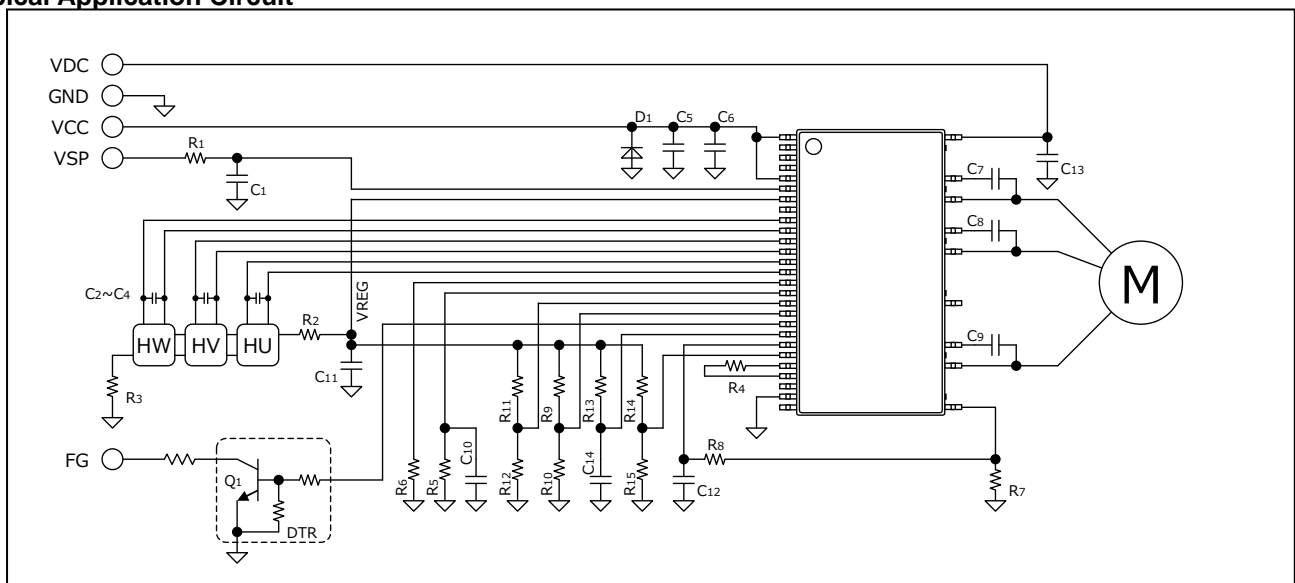 pical Application Circuit
VDC
GND
VCC
VSP
R1
C1
D1
C5
C6
C7
C13
C8
M
C2~C4
HW
HV
HU
R2
VREG
C9
R3
C11
R11
R9
R13
R14
R4
FG
Q1
DTR
R6
R5
C10
R12
R10
C14
R15
R8
C12
R7